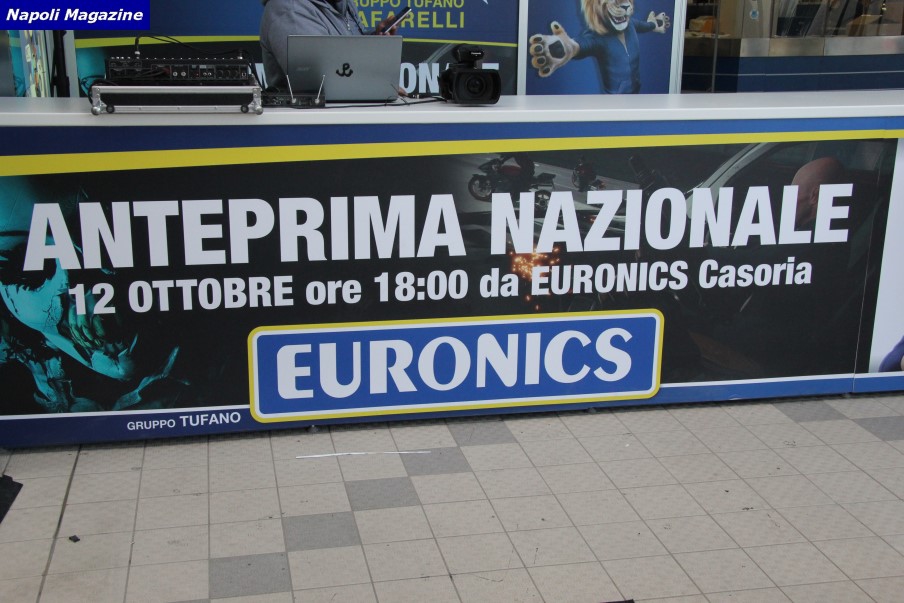 Napoli Magazine
GRUPPO TUFANO
ANTEPRIMA NAZIONALE
12 OTTOBRE ore 18:00 da EURONICS Casoria
EURONICS
GRUPPO TUFANO